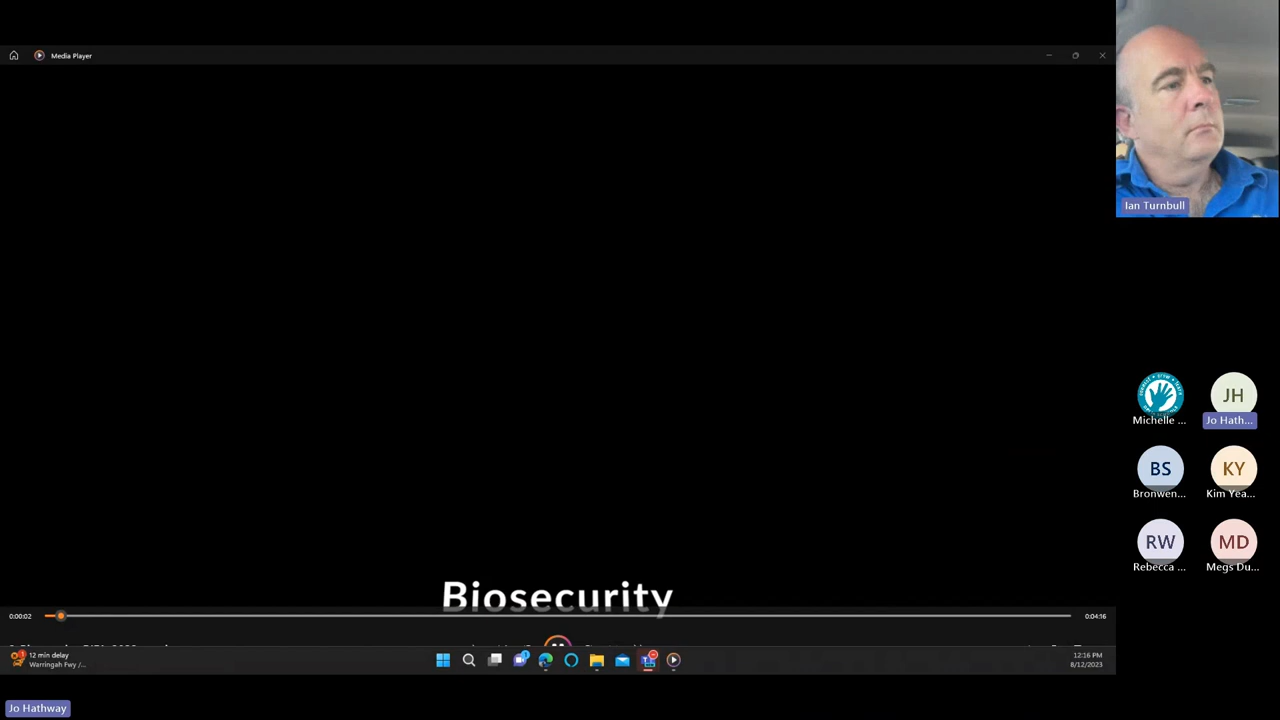 Media Player
Ian Turnbull
Michelle ...
JH
Jo Hath...
BS
Bronwen...
KY
Kim Yea...
RW
Rebecca ...
MD
Megs Du...
Biosecurity
0:00:02
0:04:16
12 min delay
Warringah Fwy /...
12:16 PM
8/12/2023
Jo Hathway